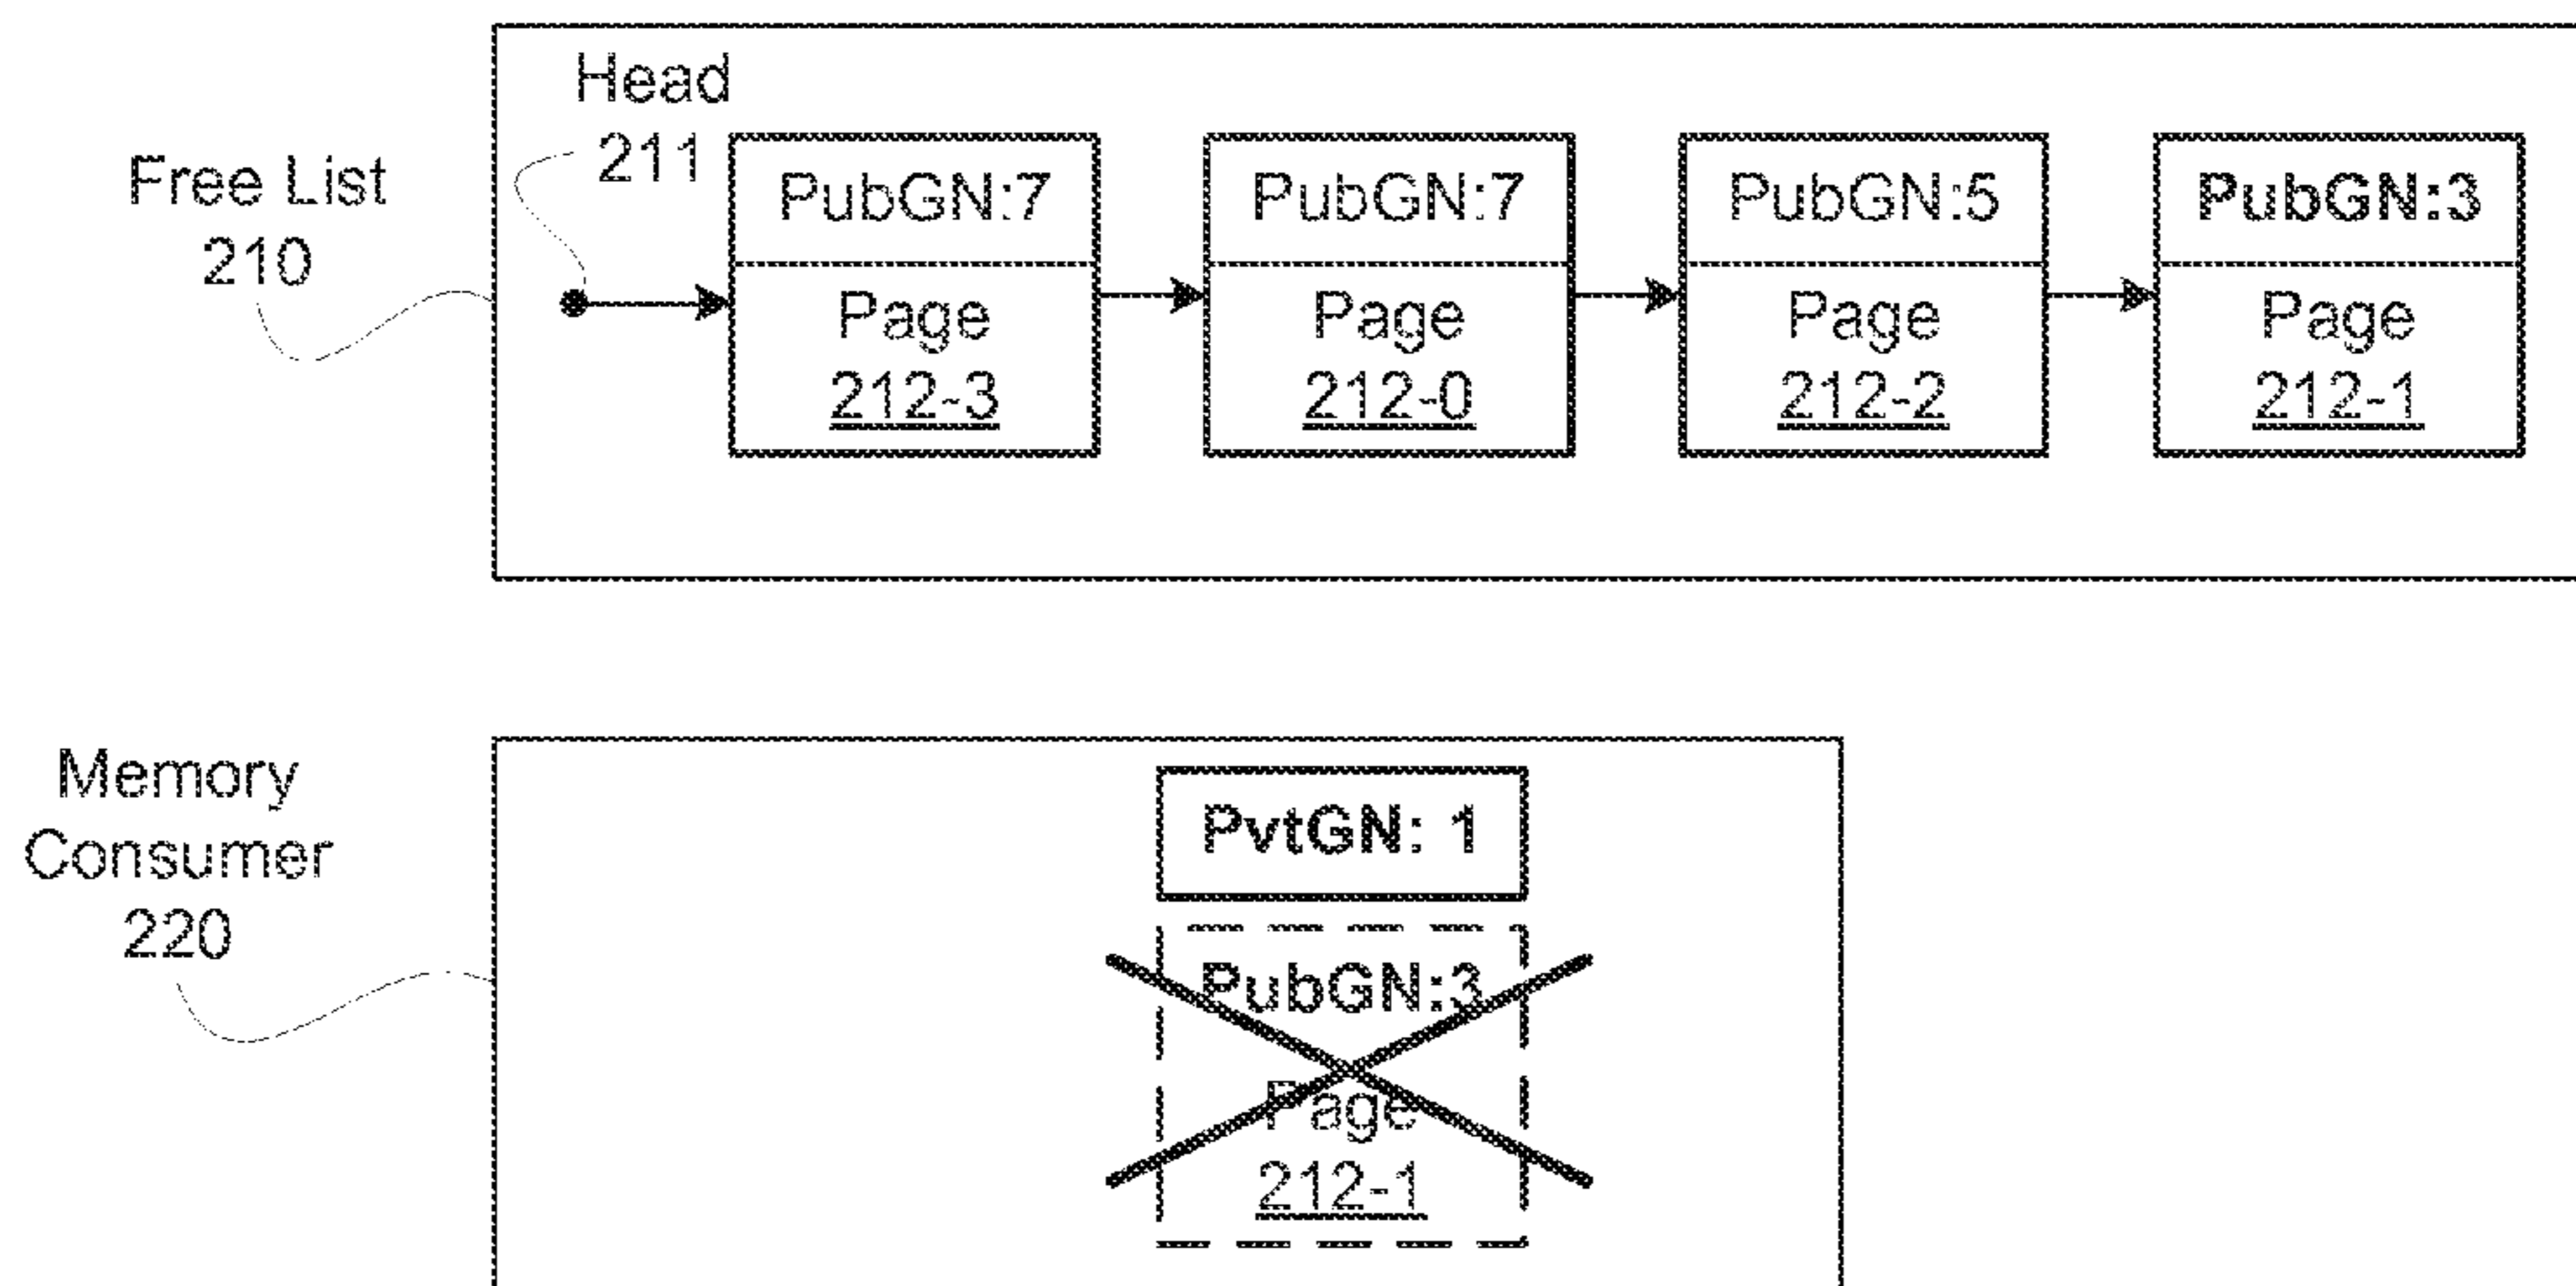 Head
211
Free List
210
PubGN:7
Page
212-3
PubGN:7
Page
212-0
PubGN:5
Page
212-2
PubGN:3
Page
212-1
Memory
Consumer
220
PvtGN: 1
PubGN:3
Page
212-1